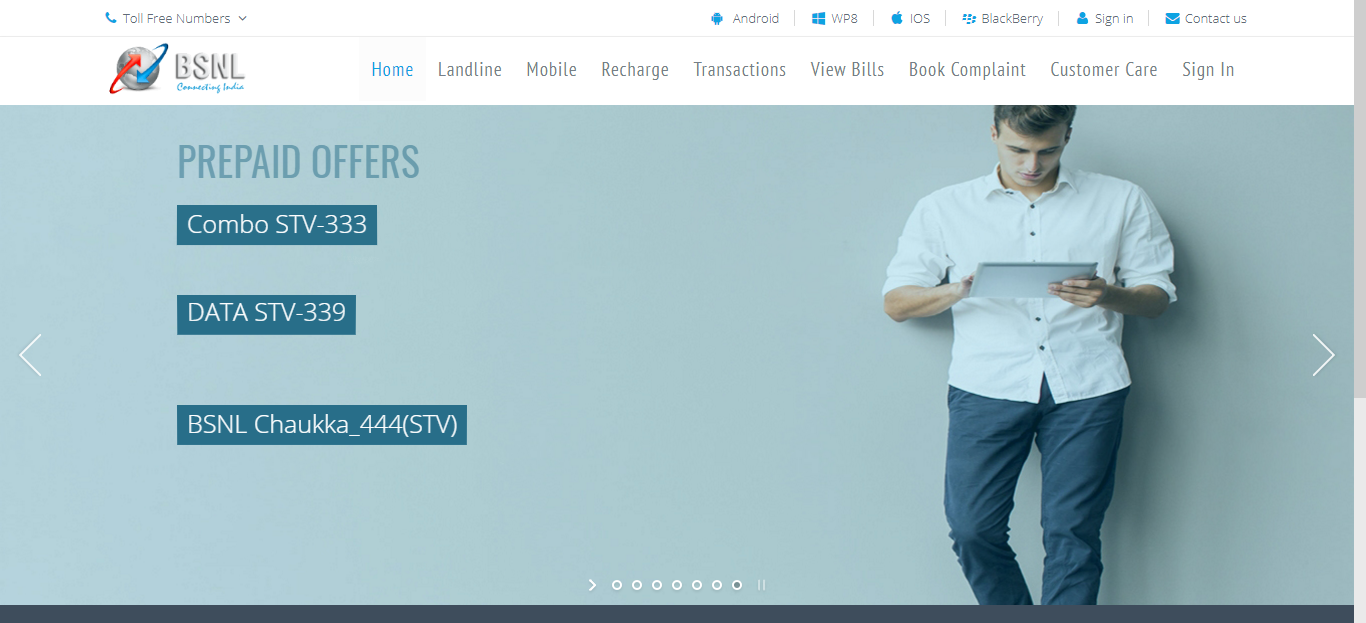 Toll Free Numbers
Android
WP8
IOS
BlackBerry
Sign in
Contact us
BSNL
Connecting India
Home
Landline
Mobile
Recharge
Transactions
View Bills
Book Complaint
Customer Care
Sign In
PREPAID OFFERS
Combo STV-333
DATA STV-339
BSNL Chaukka_444(STV)